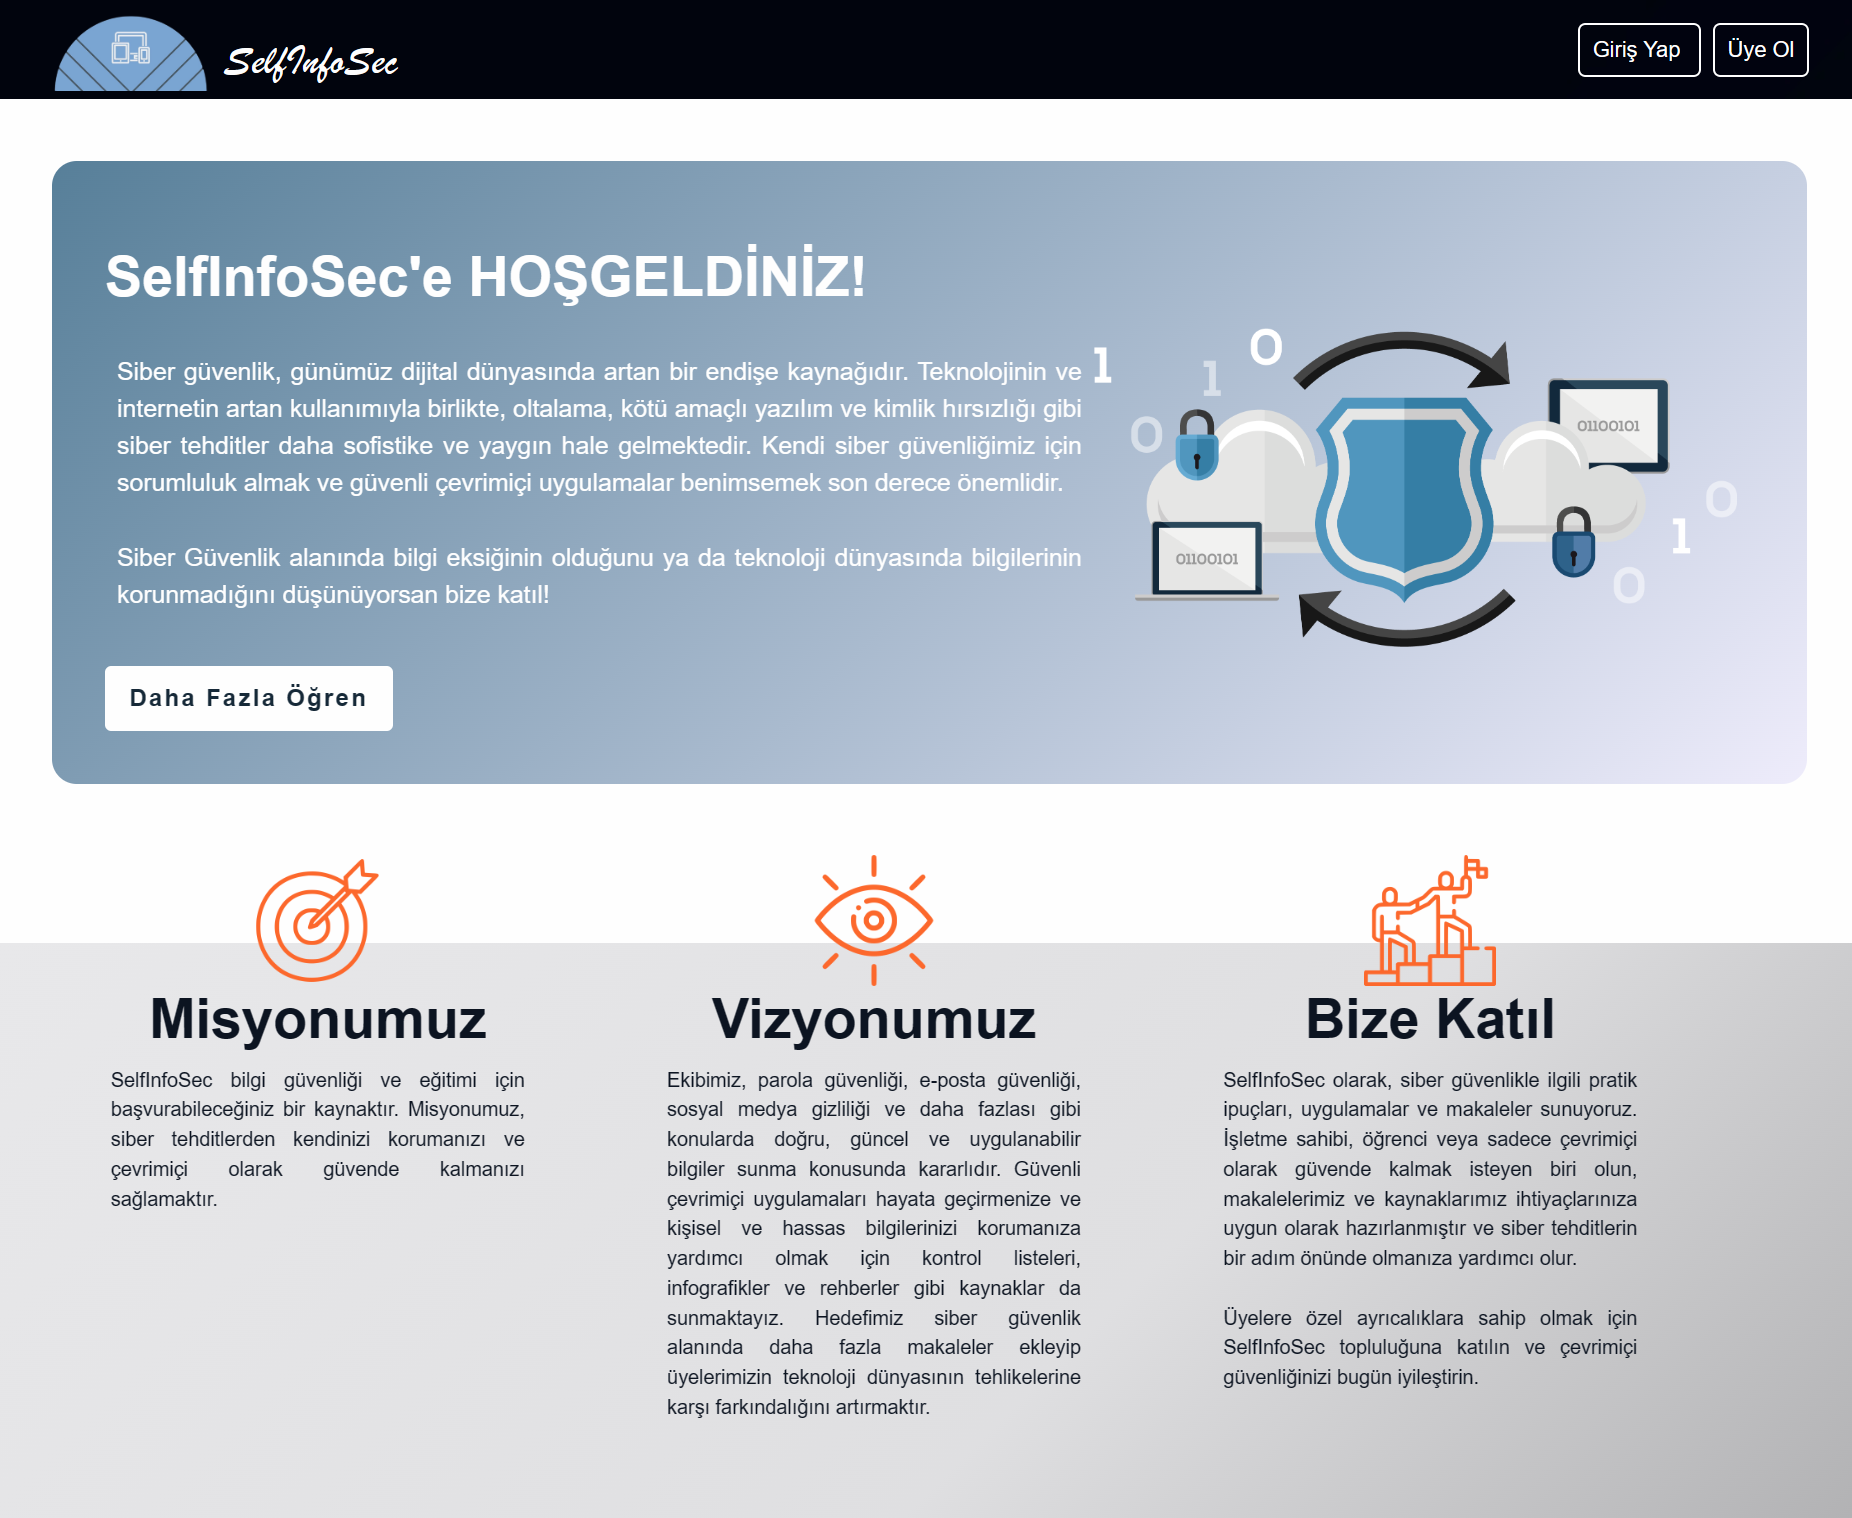 SelfInfoSec
Giriş Yap
Üye Ol
SelfInfoSec'e HOŞGELDİNİZ!
Siber güvenlik, günümüz dijital dünyasında artan bir endişe kaynağıdır. Teknolojinin ve
internetin artan kullanımıyla birlikte, oltalama, kötü amaçlı yazılım ve kimlik hırsızlığı gibi
siber tehditler daha sofistike ve yaygın hale gelmektedir. Kendi siber güvenliğimiz için
sorumluluk almak ve güvenli çevrimiçi uygulamalar benimsemek son derece önemlidir.
Siber Güvenlik alanında bilgi eksiğinin olduğunu ya da teknoloji dünyasında bilgilerinin
korunmadığını düşünüyorsan bize katıl!
Daha Fazla Öğren
1
1
0
0
01100101
01100101
0
1
0
Misyonumuz
SelfInfoSec bilgi güvenliği ve eğitimi için
başvurabileceğiniz bir kaynaktır. Misyonumuz,
siber tehditlerden kendinizi korumanızı ve
çevrimiçi olarak güvende kalmanızı
sağlamaktır.
Vizyonumuz
Ekibimiz, parola güvenliği, e-posta güvenliği,
sosyal medya gizliliği ve daha fazlası gibi
konularda doğru, güncel ve uygulanabilir
bilgiler sunma konusunda kararlıdır. Güvenli
çevrimiçi uygulamaları hayata geçirmenize ve
kişisel ve hassas bilgilerinizi korumanıza
yardımcı olmak için kontrol listeleri,
infografikler ve rehberler gibi kaynaklar da
sunmaktayız. Hedefimiz siber güvenlik
alanında daha fazla makaleler ekleyip
üyelerimizin teknoloji dünyasının tehlikelerine
karşı farkındalığını artırmaktır.
Bize Katıl
SelfInfoSec olarak, siber güvenlikle ilgili pratik
ipuçları, uygulamalar ve makaleler sunuyoruz.
İşletme sahibi, öğrenci veya sadece çevrimiçi
olarak güvende kalmak isteyen biri olun,
makalelerimiz ve kaynaklarımız ihtiyaçlarınıza
uygun olarak hazırlanmıştır ve siber tehditlerin
bir adım önünde olmanıza yardımcı olur.
Üyelere özel ayrıcalıklara sahip olmak için
SelfInfoSec topluluğuna katılın ve çevrimiçi
güvenliğinizi bugün iyileştirin.